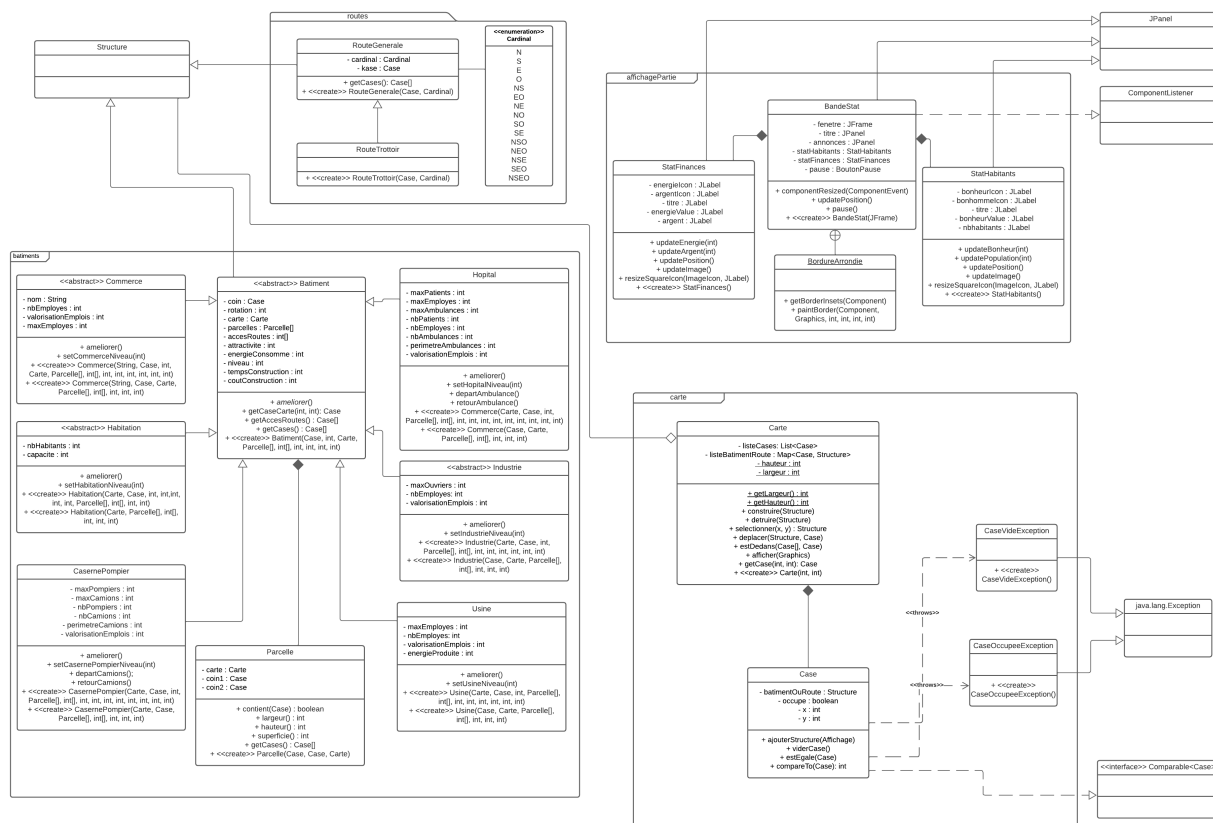 Structure
routes
RouteGenerale
- cardinal : Cardinal
- kase : Case
+ getCases(): Case[]
+ <<create>> RouteGenerale(Case, Cardinal)
RouteTrottoir
+ <<create>> RouteTrottoir(Case, Cardinal)
<<enumeration>>
Cardinal
N
S
E
O
NS
EO
NE
NO
SO
SE
NSO
NEO
NSE
SEO
NSEO
JPanel
ComponentListener
affichagePartie
BandeStat
- fenetre : JFrame
- titre : JPanel
- annonces : JPanel
- statHabitants : StatHabitants
- statFinances : StatFinances
- pause : BoutonPause
+ componentResized(ComponentEvent)
+ updatePosition()
+ pause()
+ <<create>> BandeStat(JFrame)
StatFinances
- energieIcon : JLabel
- argentIcon : JLabel
- titre : JLabel
- energieValue : JLabel
- argent : JLabel
+ updateEnergie(int)
+ updateArgent(int)
+ updatePosition()
+ updateImage()
+ resizeSquareIcon(ImageIcon, JLabel)
+ <<create>> StatFinances()
StatHabitants
- bonheurIcon : JLabel
- bonhommeIcon : JLabel
- titre : JLabel
- bonheurValue : JLabel
- nbhabitants : JLabel
+ updateBonheur(int)
+ updatePopulation(int)
+ updatePosition()
+ updateImage()
+ resizeSquareIcon(ImageIcon, JLabel)
+ <<create>> StatHabitants()
BordureArrondie
+ getBorderInsets(Component)
+ paintBorder(Component,
Graphics, int, int, int, int)
batiments
<<abstract>> Commerce
- nom : String
- nbEmployes : int
- valorisationEmplois : int
- maxEmployes : int
+ ameliorer()
+ setCommerceNiveau(int)
+ <<create>> Commerce(String, Case, int,
Carte, Parcelle[], int[], int, int, int, int, int, int)
+ <<create>> Commerce(String, Case, Carte,
Parcelle[], int[], int, int, int)
<<abstract>> Batiment
- coin : Case
- rotation : int
- carte : Carte
- parcelles : Parcelle[]
- accesRoutes : int[]
- attractivite : int
- energieConsomme : int
- niveau : int
- tempsConstruction : int
- coutConstruction : int
+ ameliorer()
+ getCaseCarte(int, int): Case
+ getAccesRoutes() : Case[]
+ getCases() : Case[]
+ <<create>> Batiment(Case, int, Carte,
Parcelle[], int[], int, int, int, int)
Hopital
- maxPatients : int
- maxEmployes : int
- maxAmbulances : int
- nbPatients : int
- nbEmployes : int
- nbAmbulances : int
- perimetreAmbulances : int
- valorisationEmplois : int
+ ameliorer()
+ setHopitalNiveau(int)
+ departAmbulance()
+ retourAmbulance()
+ <<create>> Commerce(Carte, Case, int,
Parcelle[], int[], int, int, int, int, int, int, int, int, int)
+ <<create>> Commerce(Case, Carte,
Parcelle[], int[], int, int, int)
<<abstract>> Habitation
- nbHabitants : int
- capacite : int
+ ameliorer()
+ setHabitationNiveau(int)
+ <<create>> Habitation(Carte, Case, int, int,int,
int, int, Parcelle[], int[], int, int, int)
+ <<create>> Habitation(Carte, Parcelle[], int[],
int, int, int)
<<abstract>> Industrie
- maxOuvriers : int
- nbEmployes: int
- valorisationEmplois : int
+ ameliorer()
+ setIndustrieNiveau(int)
+ <<create>> Industrie(Carte, Case, int,
Parcelle[], int[], int, int, int, int, int, int)
+ <<create>> Industrie(Case, Carte, Parcelle[],
int[], int, int, int)
CasernePompier
- maxPompiers : int
- maxCamions : int
- nbPompiers : int
- nbCamions : int
- perimetreCamions : int
- valorisationEmplois : int
+ ameliorer()
+ setCasernePompierNiveau(int)
+ departCamions();
+ retourCamions()
+ <<create>> CasernePompier(Carte, Case, int,
Parcelle[], int[], int, int, int, int, int, int, int, int)
+ <<create>> CasernePompier(Carte, Case,
Parcelle[], int[], int, int, int)
Parcelle
- carte : Carte
- coin1 : Case
- coin2 : Case
+ contient(Case) : boolean
+ largeur() : int
+ hauteur() : int
+ superficie() : int
+ getCases() : Case[]
+ <<create>> Parcelle(Case, Case, Carte)
Usine
- maxEmployes : int
- nbEmployes: int
- valorisationEmplois : int
- energieProduite : int
+ ameliorer()
+ setUsineNiveau(int)
+ <<create>> Usine(Carte, Case, int, Parcelle[],
int[], int, int, int, int, int, int, int)
+ <<create>> Usine(Case, Carte, Parcelle[],
int[], int, int, int)
carte
Carte
- listeCases: List<Case>
- listeBatimentRoute : Map<Case, Structure>
- hauteur : int
- largeur : int
+ getLargeur() : int
+ getHauteur() : int
+ construire(Structure)
+ detruire(Structure)
+ selectionner(x, y) : Structure
+ deplacer(Structure, Case)
+ estDedans(Case[], Case)
+ afficher(Graphics)
+ getCase(int, int): Case
+ <<create>> Carte(int, int)
Case
- batimentOuRoute : Structure
- occupe : boolean
- x : int
- y : int
+ ajouterStructure(Affichage)
+ viderCase()
+ estEgale(Case)
+ compareTo(Case): int
<<throws>>
<<throws>>
CaseVideException
+ <<create>>
CaseVideException()
CaseOccupeeException
+ <<create>>
CaseOccupeeException()
java.lang.Exception
<<interface>> Comparable<Case>